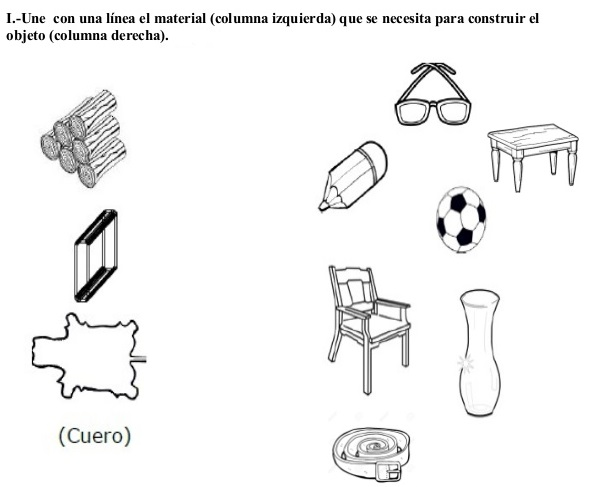 I.-Une con una línea el material (columna izquierda) que se necesita para construir el
objeto (columna derecha).
(Cuero)